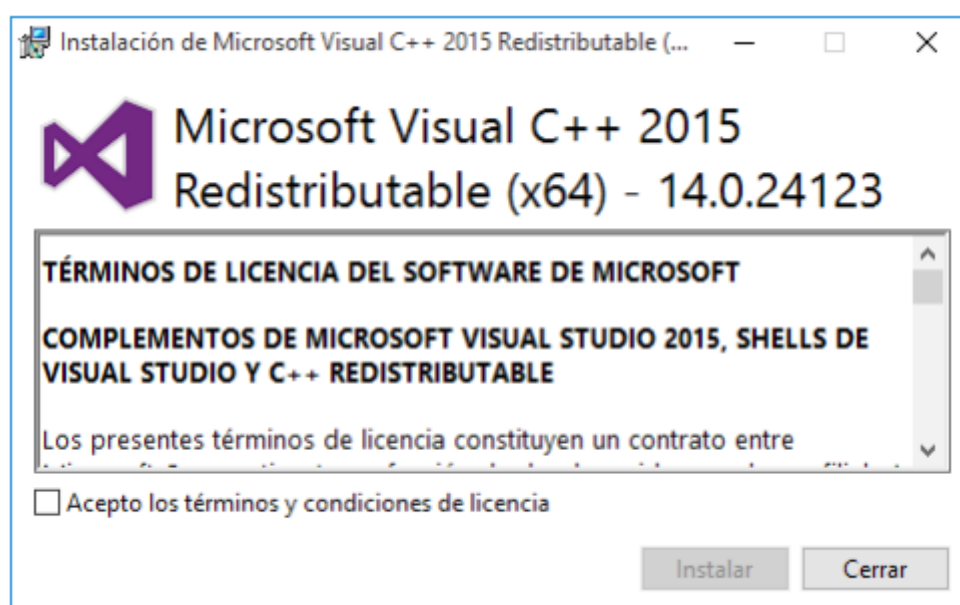 Instalación de Microsoft Visual C++ 2015 Redistributable (...
Microsoft Visual C++ 2015
Redistributable (x64) - 14.0.24123
TÉRMINOS DE LICENCIA DEL SOFTWARE DE MICROSOFT
COMPLEMENTOS DE MICROSOFT VISUAL STUDIO 2015, SHELLS DE
VISUAL STUDIO Y C++ REDISTRIBUTABLE
Los presentes términos de licencia constituyen un contrato entre
Acepto los términos y condiciones de licencia
Instalar
Cerrar